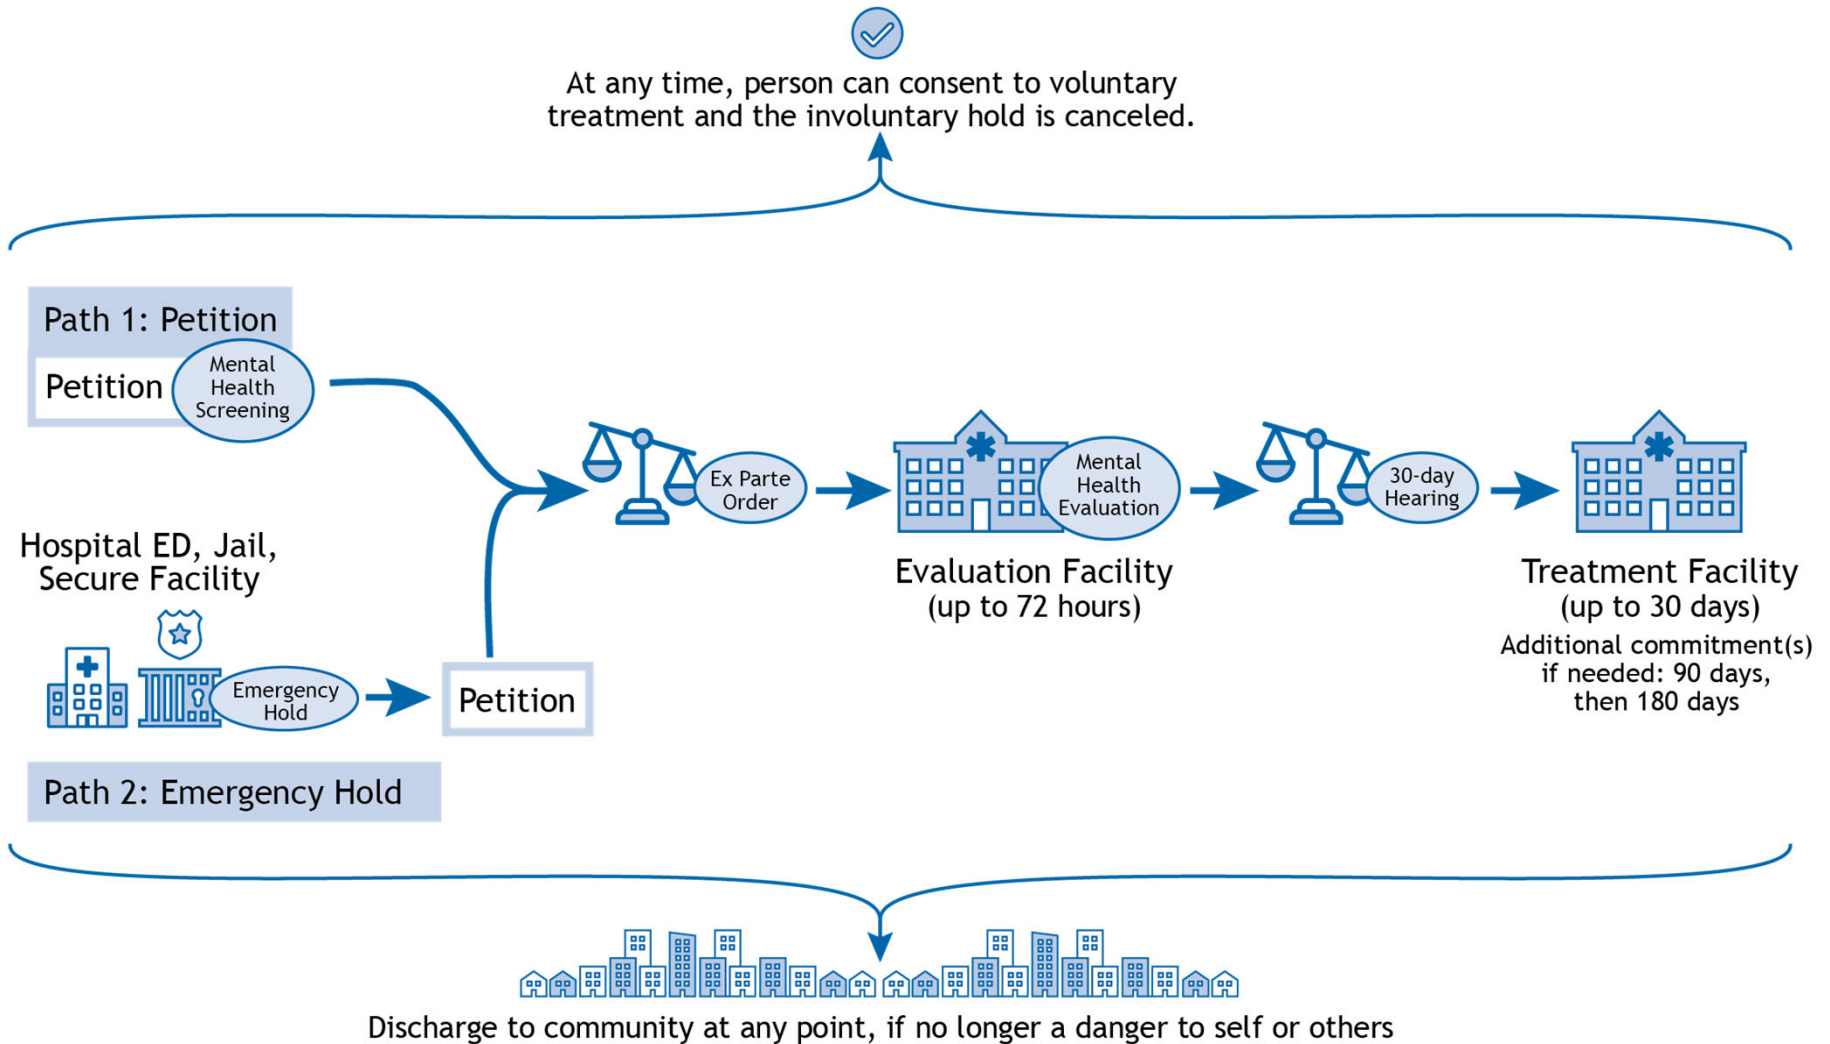 At any time, person can consent to voluntary
treatment and the involuntary hold is canceled.
Path 1: Petition
Petition
Mental
Health
Screening
Hospital ED, Jail,
Secure Facility
Emergency
Hold
Petition
Path 2: Emergency Hold
Ex Parte
Order
Mental
Health
Evaluation
Evaluation Facility
(up to 72 hours)
30-day
Hearing
Treatment Facility
(up to 30 days)
Additional commitment(s)
if needed: 90 days,
then 180 days
Discharge to community at any point, if no longer a danger to self or others